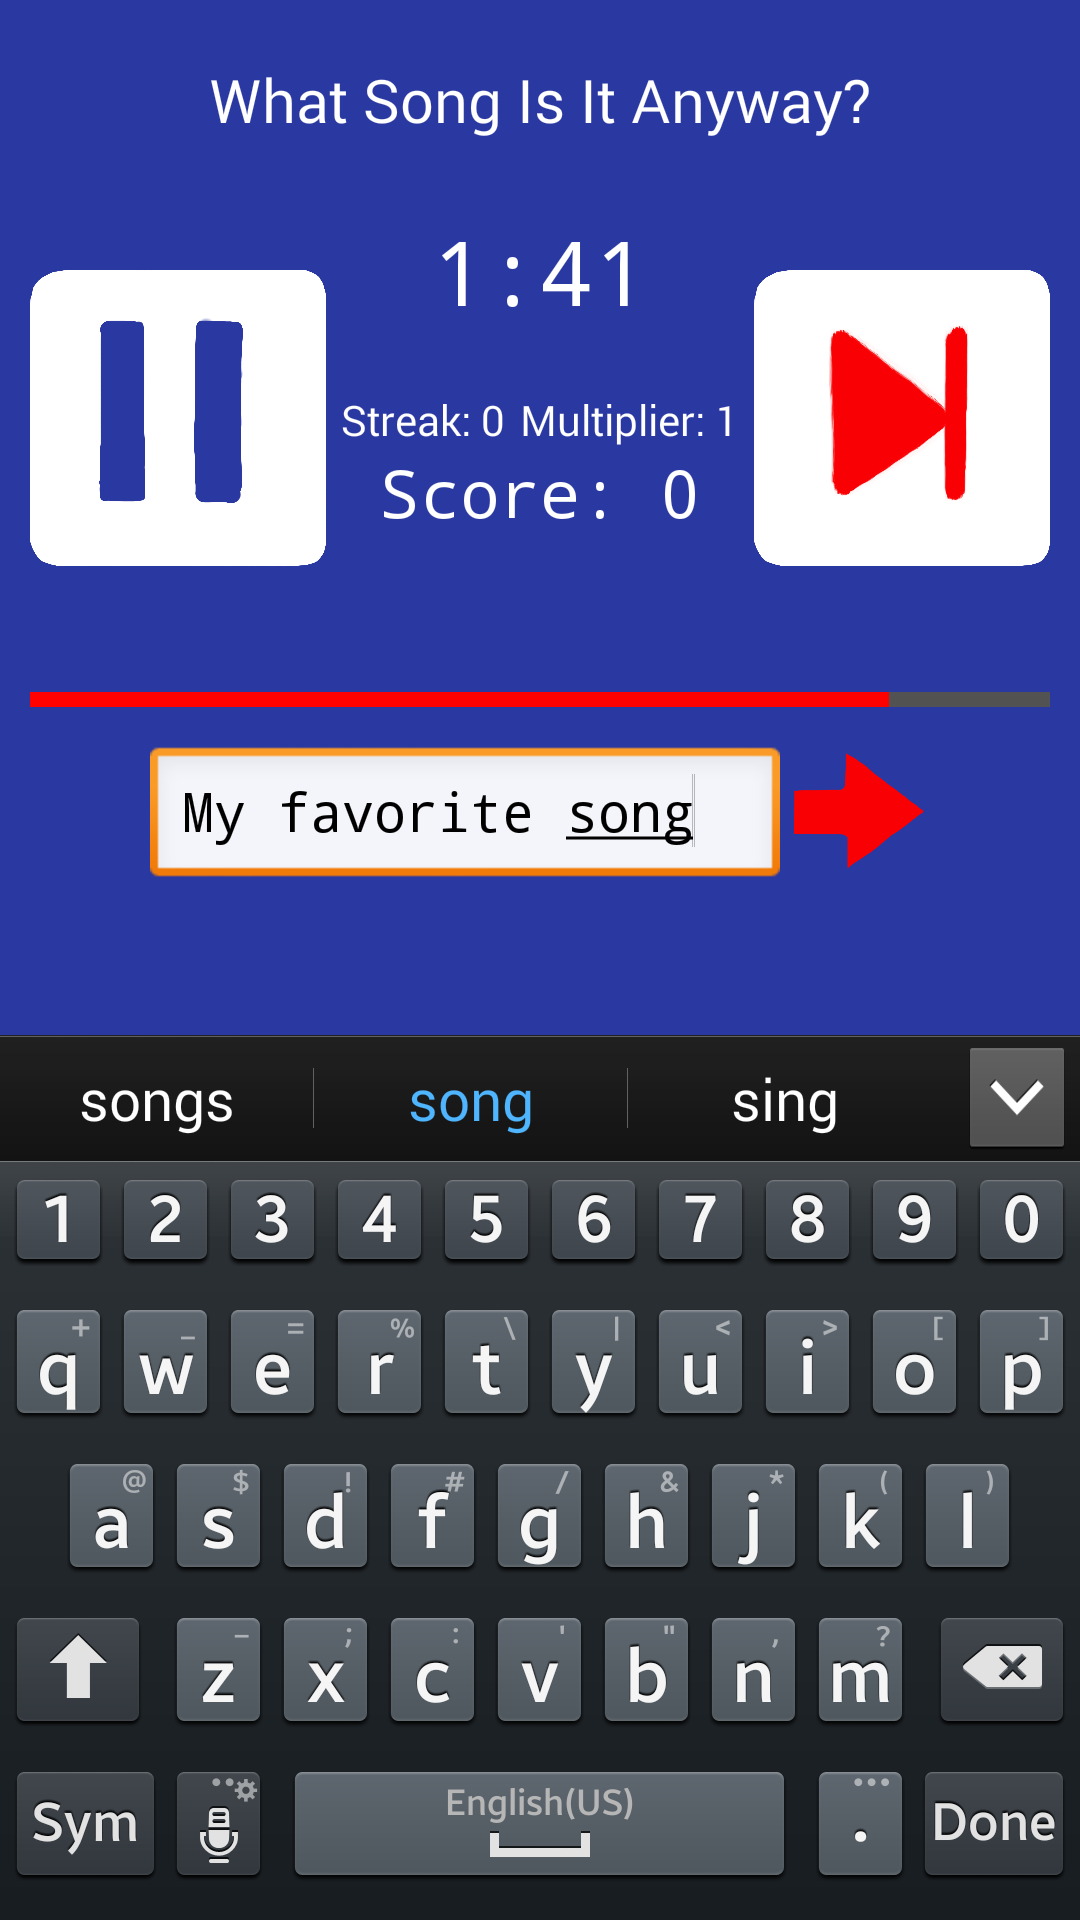 What Song Is It Anyway?
1:41
Streak: 0 Multiplier: 1
Score: 0
My favorite song
songs song sing
1 2 3 4 5 6 7 8 9 0
+ _ = % \ | < > [ ]
q w e r t y u i o p
@ $ ! # / & * ( )
a s d f g h j k l
- ; : ' " , ?
z x c v b n m
English(US)
Sym . Done